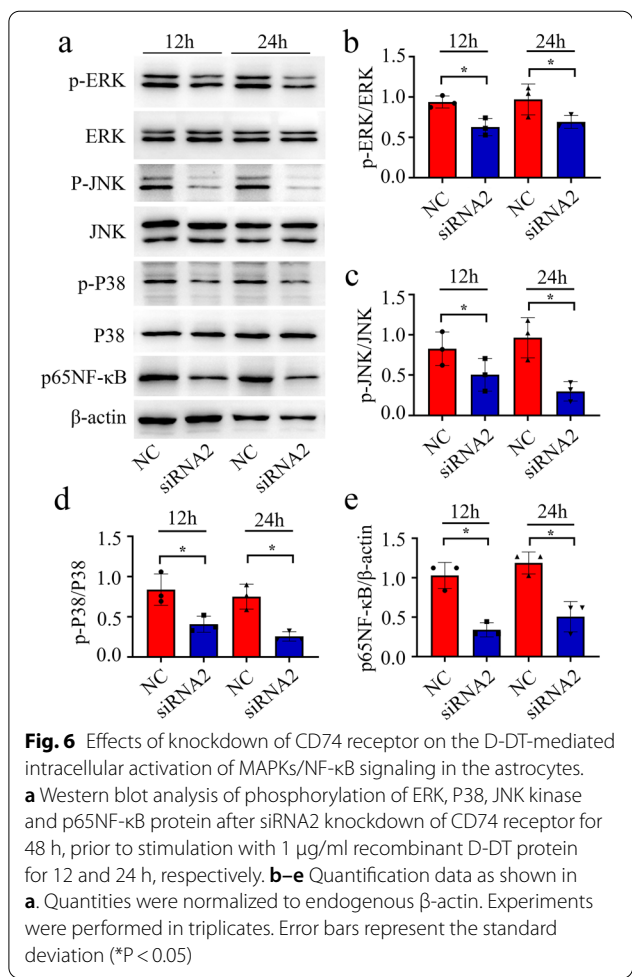 a
12h 24h
p-ERK
ERK
P-JNK
JNK
p-P38
P38
p65NF-κB
β-actin
NC siRNA2 NC siRNA2
b
12h 24h
* *
p-ERK/ERK
1.5
1.0
0.5
0.0
NC siRNA2 NC siRNA2
c
12h 24h
* *
p-JNK/JNK
1.5
1.0
0.5
0.0
NC siRNA2 NC siRNA2
d
12h 24h
* *
p-P38/P38
1.5
1.0
0.5
0.0
NC siRNA2 NC siRNA2
e
12h 24h
* *
p65NF-κB/β-actin
1.5
1.0
0.5
0.0
NC siRNA2 NC siRNA2
Fig. 6 Effects of knockdown of CD74 receptor on the D-DT-mediated
intracellular activation of MAPKs/NF-κB signaling in the astrocytes.
a Western blot analysis of phosphorylation of ERK, P38, JNK kinase
and p65NF-κB protein after siRNA2 knockdown of CD74 receptor for
48 h, prior to stimulation with 1 μg/ml recombinant D-DT protein
for 12 and 24 h, respectively. b–e Quantification data as shown in
a. Quantities were normalized to endogenous β-actin. Experiments
were performed in triplicates. Error bars represent the standard
deviation (*P < 0.05)